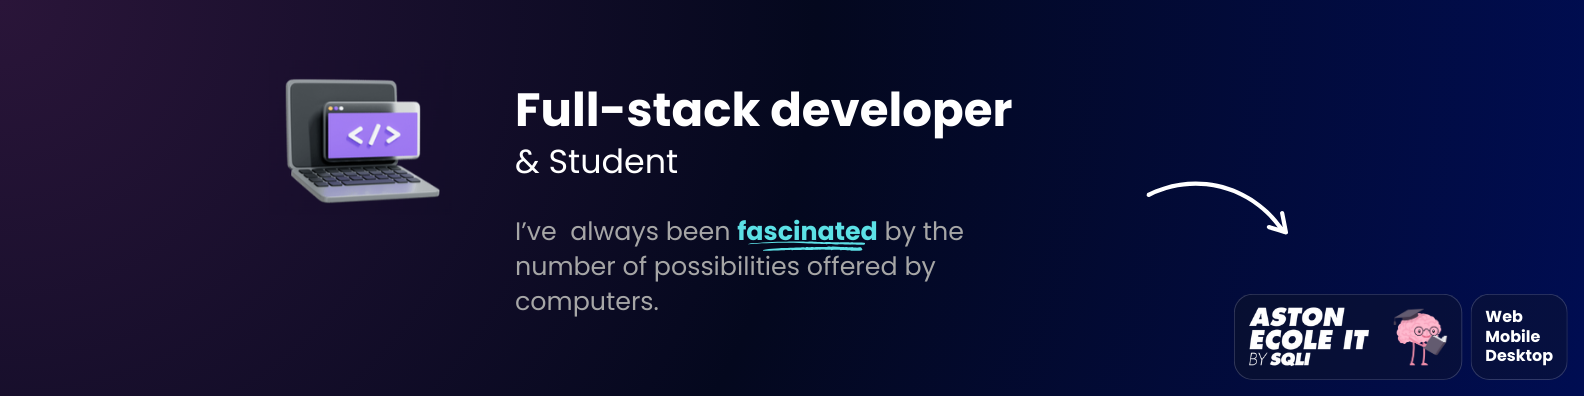 </>
Full-stack developer
& Student
I’ve  always been fascinated by the
number of possibilities offered by
computers.
ASTON
ECOLE IT
BY SQLI
Web
Mobile
Desktop